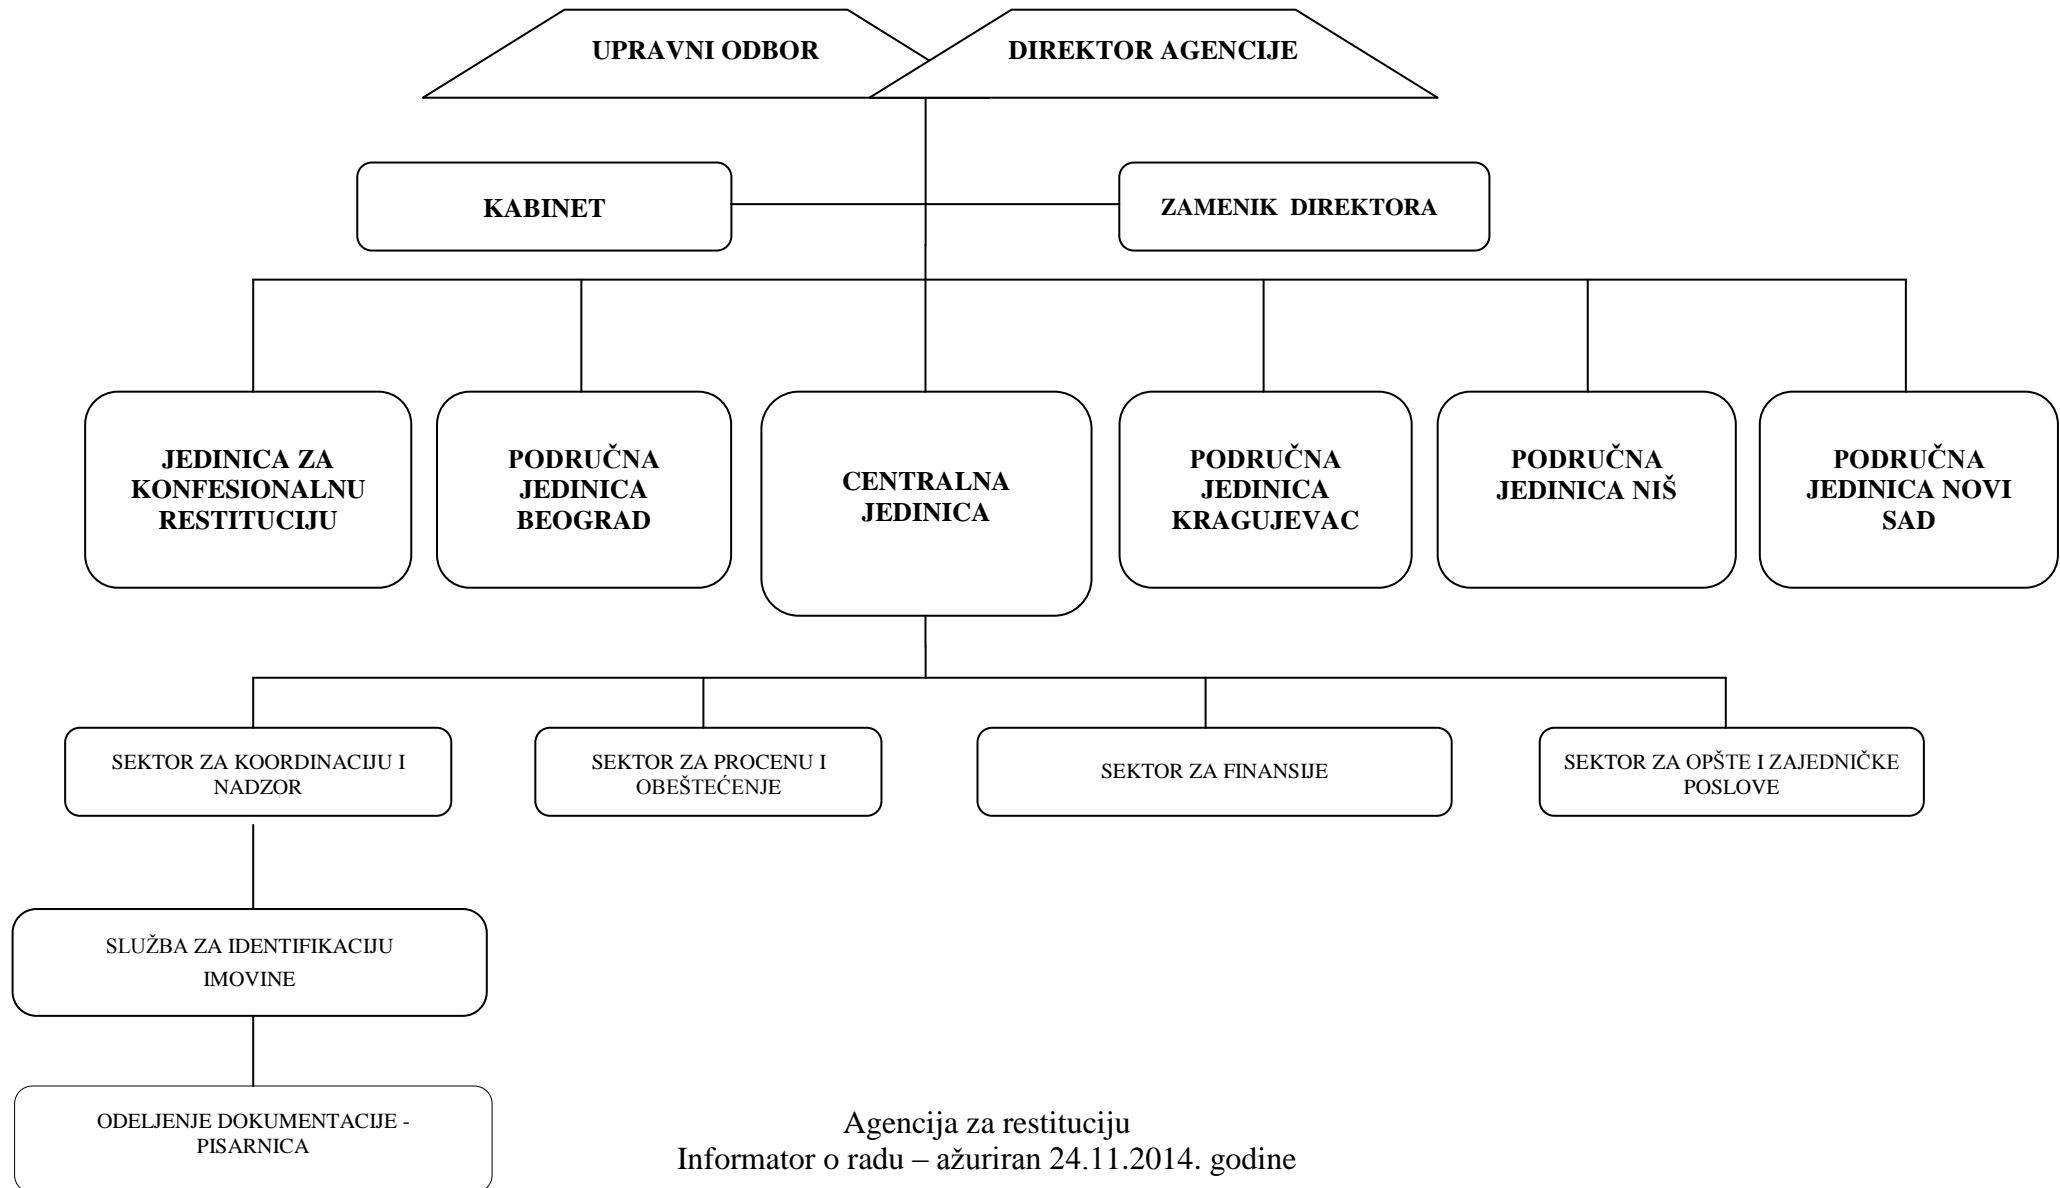 UPRAVNI ODBOR
DIREKTOR AGENCIJE
KABINET
ZAMENIK DIREKTORA
JEDINICA ZA
KONFESIONALNU
RESTITUCIJU
PODRUČNA
JEDINICA
BEOGRAD
CENTRALNA
JEDINICA
PODRUČNA
JEDINICA
KRAGUJEVAC
PODRUČNA
JEDINICA NIŠ
PODRUČNA
JEDINICA NOVI
SAD
SEKTOR ZA KOORDINACIJU I
NADZOR
SEKTOR ZA PROCENU I
OBEŠTEĆENJE
SEKTOR ZA FINANSIJE
SEKTOR ZA OPŠTE I ZAJEDNIČKE
POSLOVE
SLUŽBA ZA IDENTIFIKACIJU
IMOVINE
ODELJENJE DOKUMENTACIJE -
PISARNICA
Agencija za restituciju
Informator o radu – ažuriran 24.11.2014. godine